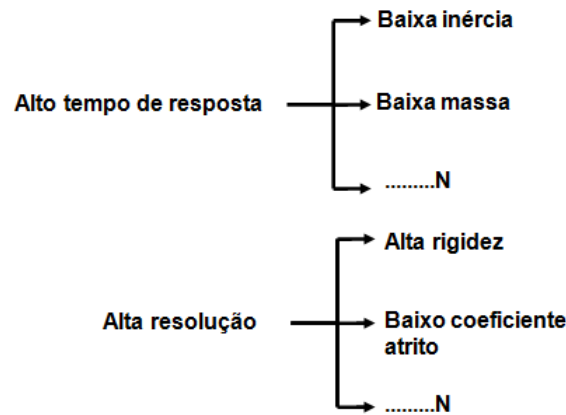 Baixa inércia
Alto tempo de resposta
Baixa massa
.........N
Alta rigidez
Alta resolução
Baixo coeficiente
atrito
.........N